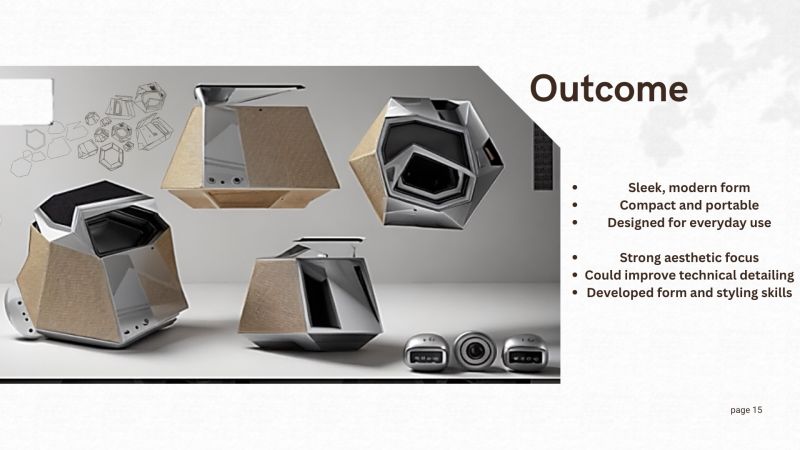 Outcome
• Sleek, modern form
• Compact and portable
• Designed for everyday use
• Strong aesthetic focus
• Could improve technical detailing
• Developed form and styling skills
page 15